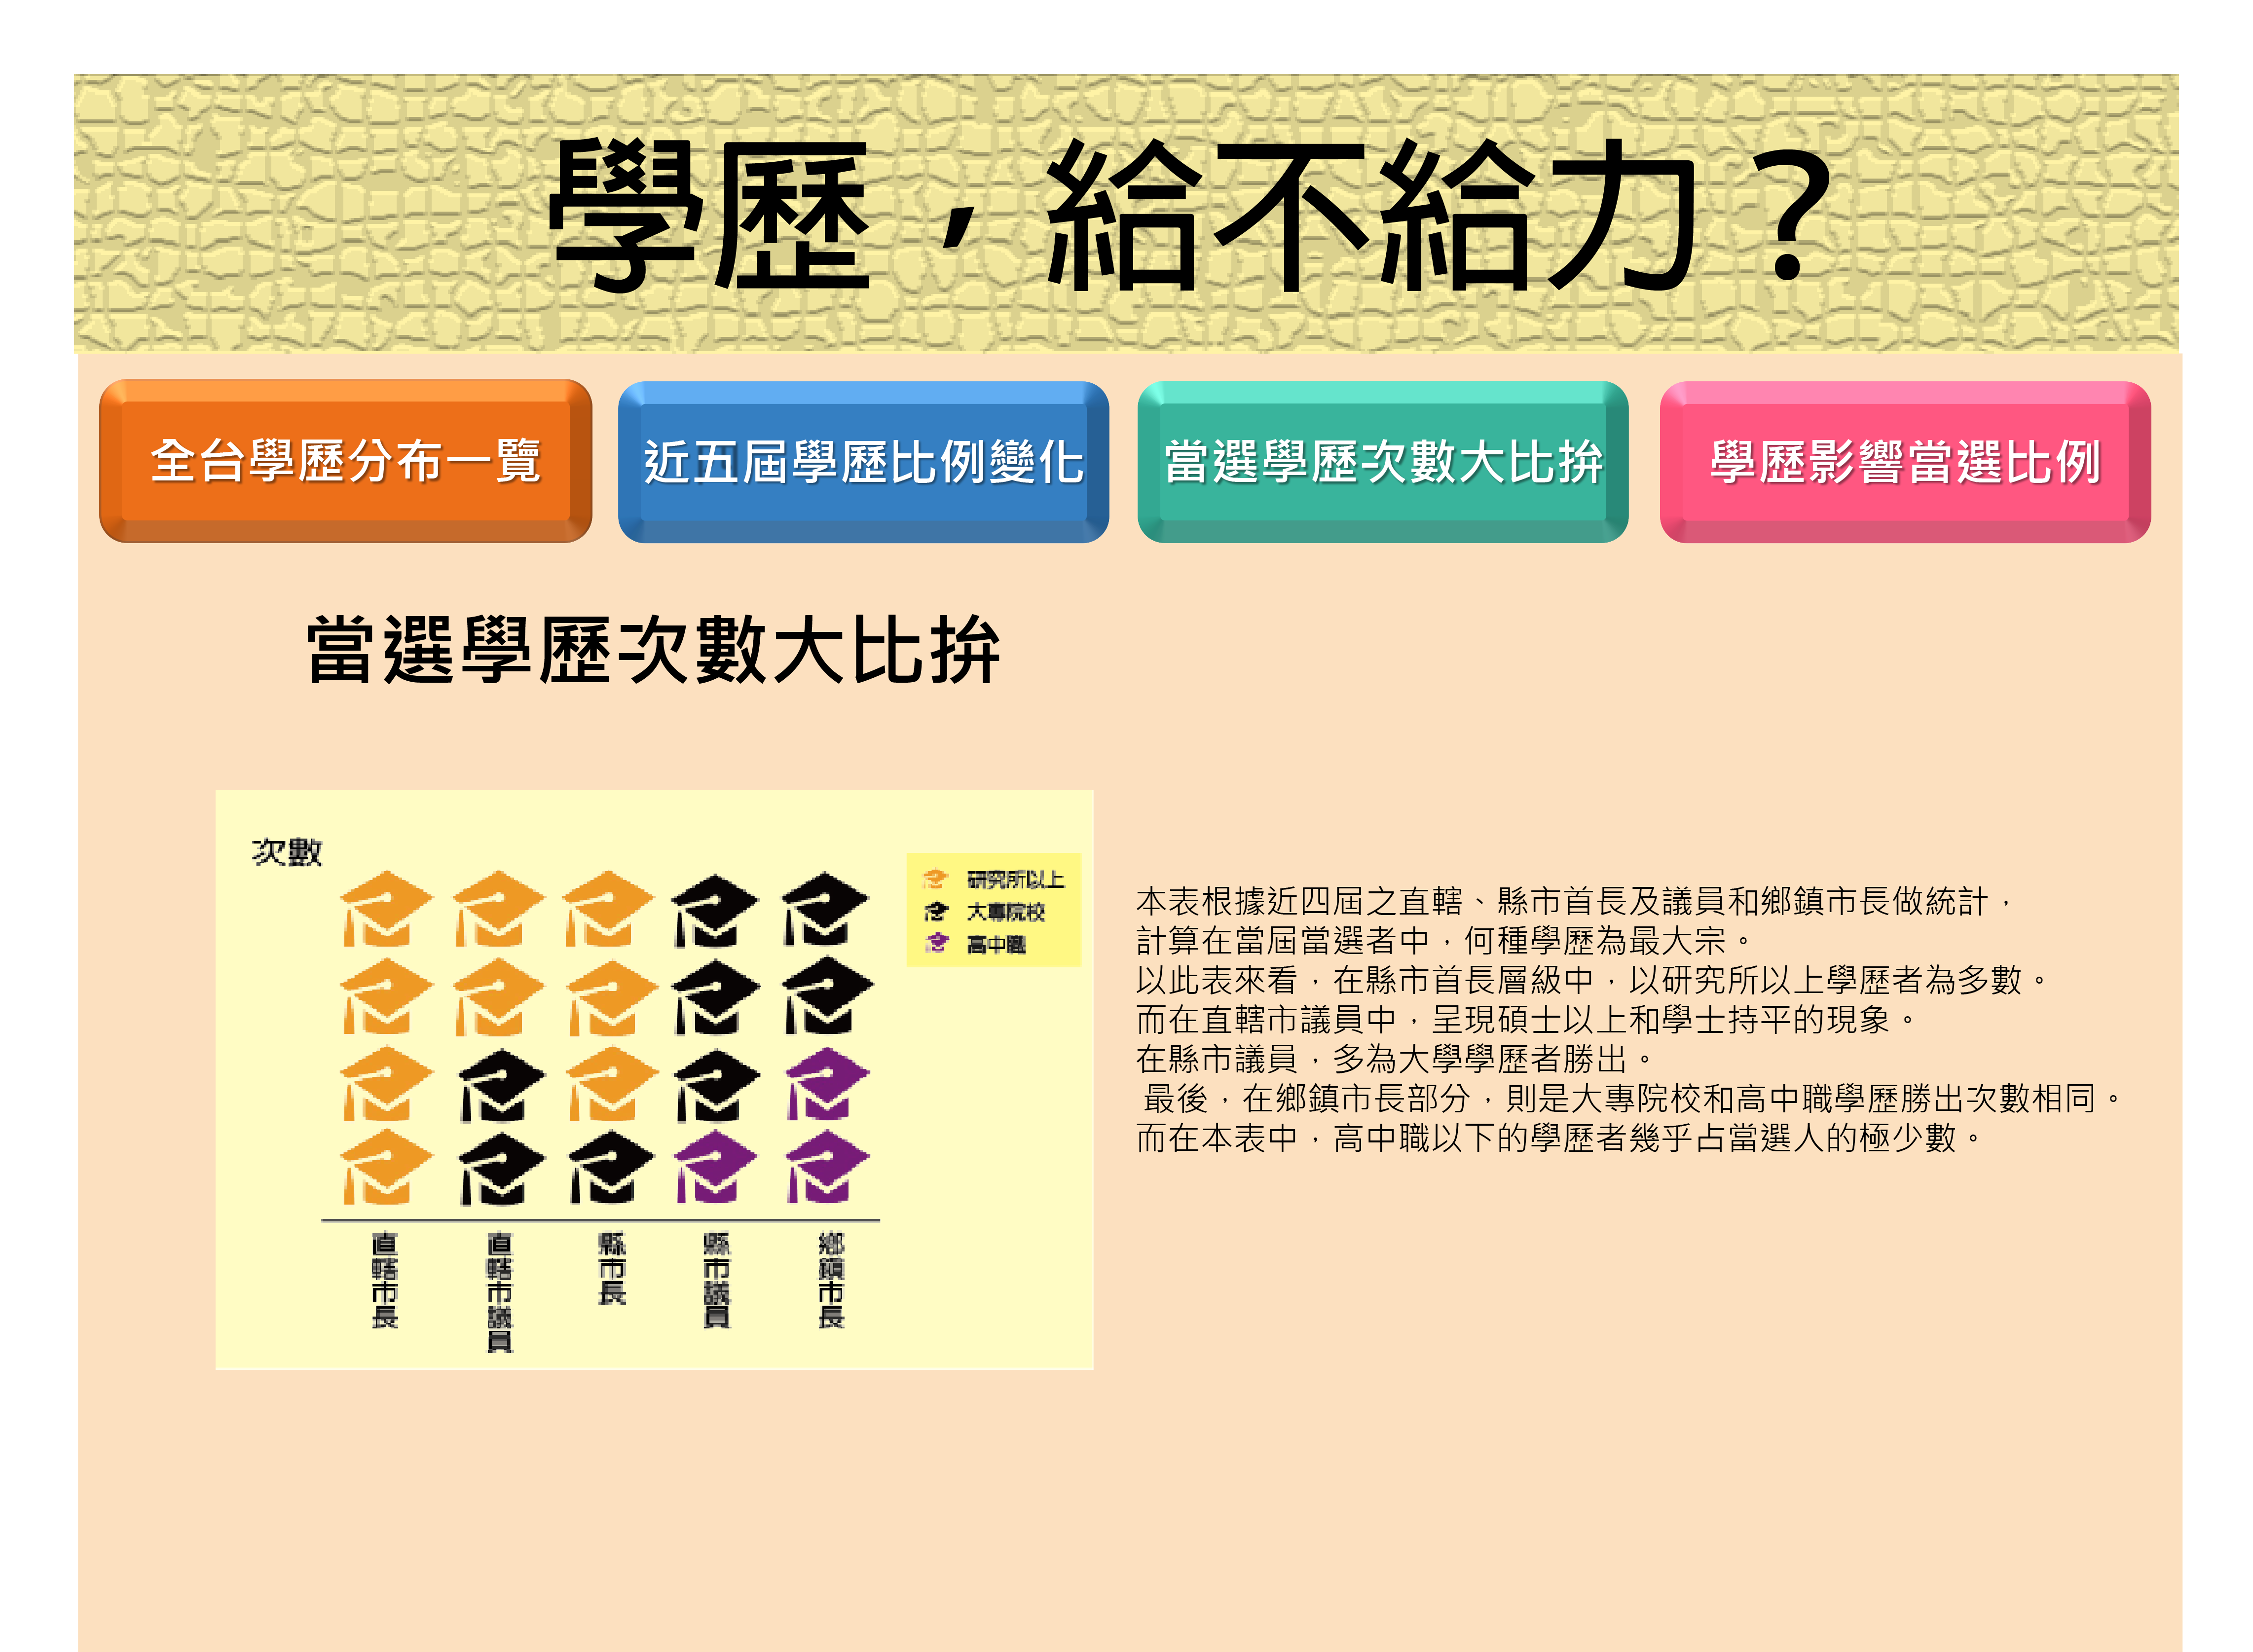 學歷，給不給力？
全台學歷分布一覽
近五屆學歷比例變化
當選學歷次數大比拚
學歷影響當選比例
當選學歷次數大比拚
次數
研究所以上
大專院校
高中職
直轄市長
直轄市議員
縣市長
縣市議員
鄉鎮市長
本表根據近四屆之直轄、縣市首長及議員和鄉鎮市長做統計，
計算在當屆當選者中，何種學歷為最大宗。
以此表來看，在縣市首長層級中，以研究所以上學歷者為多數。
而在直轄市議員中，呈現碩士以上和學士持平的現象。
在縣市議員，多為大學學歷者勝出。
最後，在鄉鎮市長部分，則是大專院校和高中職學歷勝出次數相同。
而在本表中，高中職以下的學歷者幾乎占當選人的極少數。